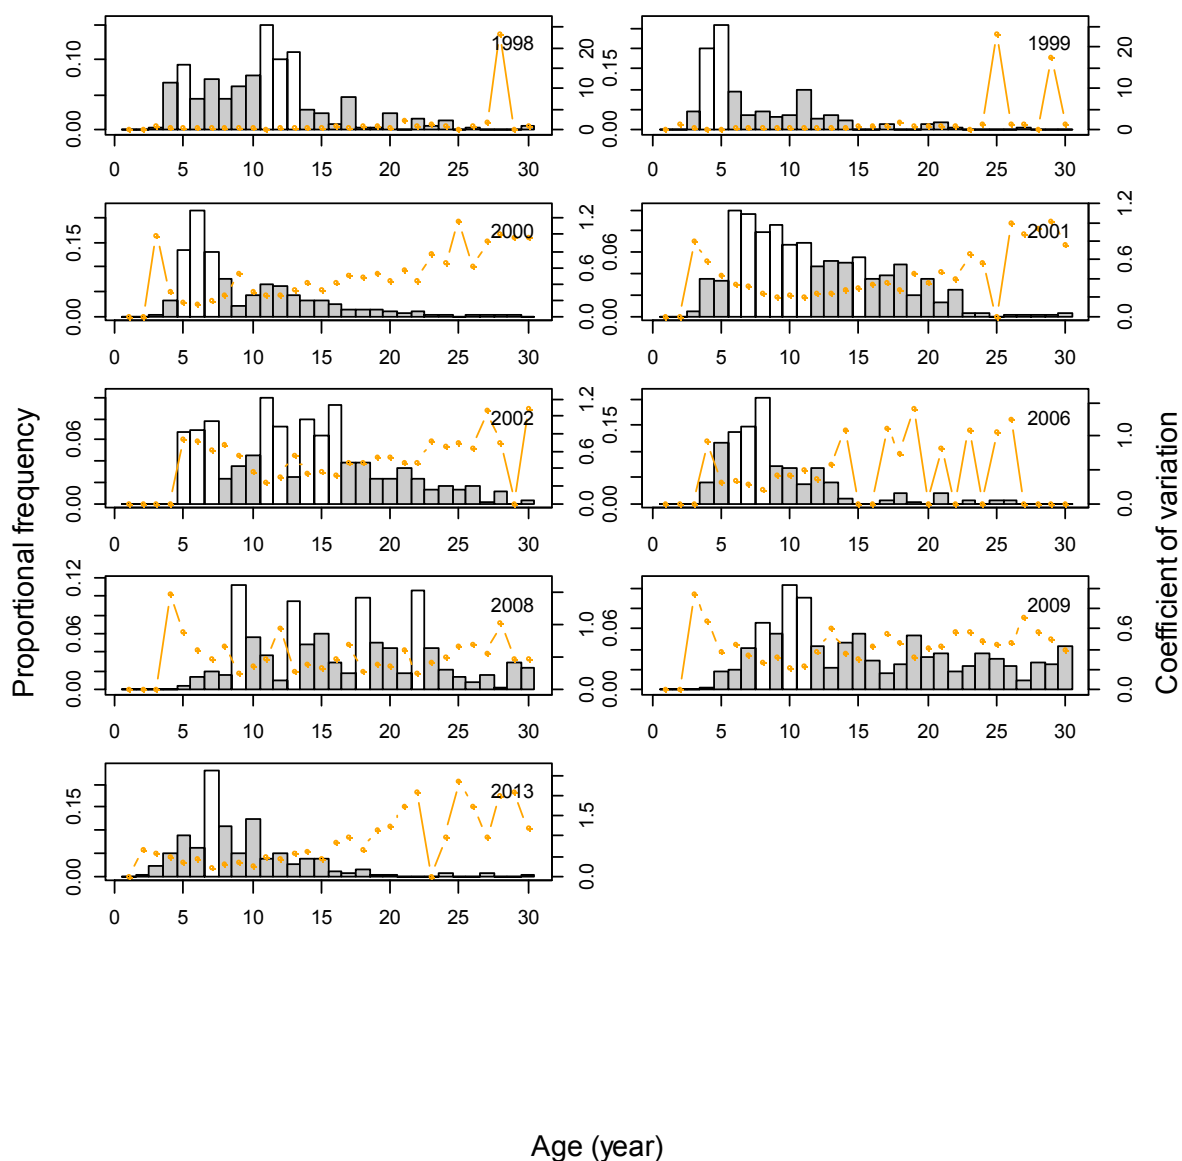 1998
0.00 0.10
0 10 20
0 5 10 15 20 25 30
1999
0.00 0.15
0 10 20
0 5 10 15 20 25 30
2000
0.00 0.15
0.0 0.6 1.2
0 5 10 15 20 25 30
2001
0.00 0.06
0.0 0.6 1.2
0 5 10 15 20 25 30
2002
0.00 0.06
0.0 0.6 1.2
0 5 10 15 20 25 30
2006
0.00 0.15
0.0 1.0
0 5 10 15 20 25 30
2008
0.00 0.06 0.12
0.0 1.0
0 5 10 15 20 25 30
2009
0.00 0.06
0.0 0.6
0 5 10 15 20 25 30
2013
0.00 0.15
0.0 1.5
0 5 10 15 20 25 30
Proportional frequency
Coefficient of variation
Age (year)